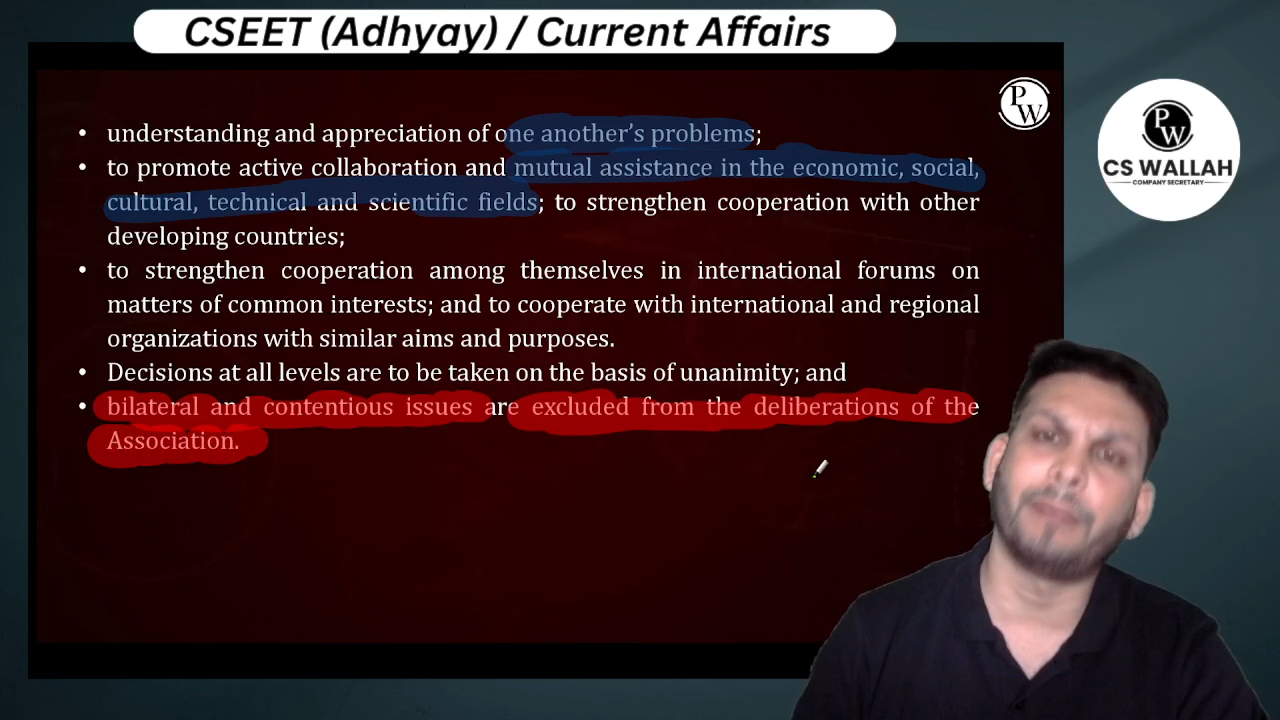 CSEET (Adhyay) / Current Affairs
PW
• understanding and appreciation of one another's problems;
• to promote active collaboration and mutual assistance in the economic, social,
cultural, technical and scientific fields; to strengthen cooperation with other
developing countries;
• to strengthen cooperation among themselves in international forums on
matters of common interests; and to cooperate with international and regional
organizations with similar aims and purposes.
• Decisions at all levels are to be taken on the basis of unanimity; and
• bilateral and contentious issues are excluded from the deliberations of the
Association.
PW
CS WALLAH
COMPANY SECRETARY